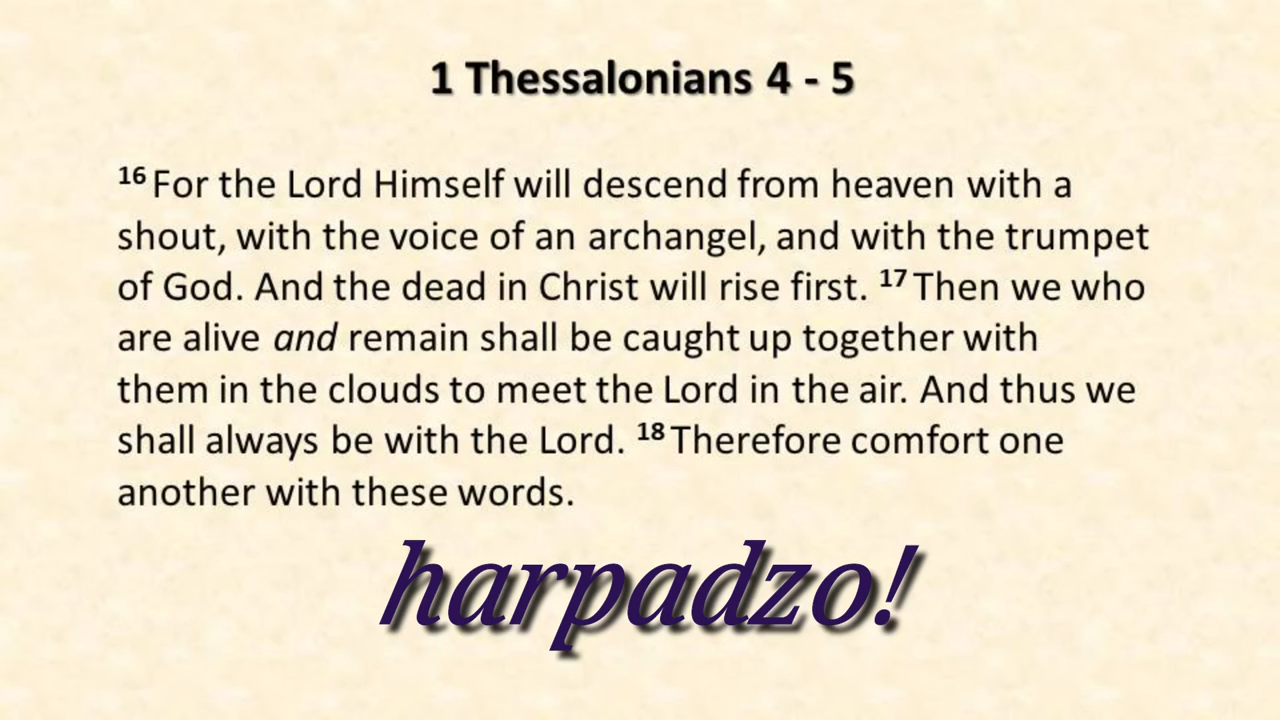 1 Thessalonians 4 - 5
16 For the Lord Himself will descend from heaven with a
shout, with the voice of an archangel, and with the trumpet
of God. And the dead in Christ will rise first. 17 Then we who
are alive and remain shall be caught up together with
them in the clouds to meet the Lord in the air. And thus we
shall always be with the Lord. 18 Therefore comfort one
another with these words.
harpadzo!